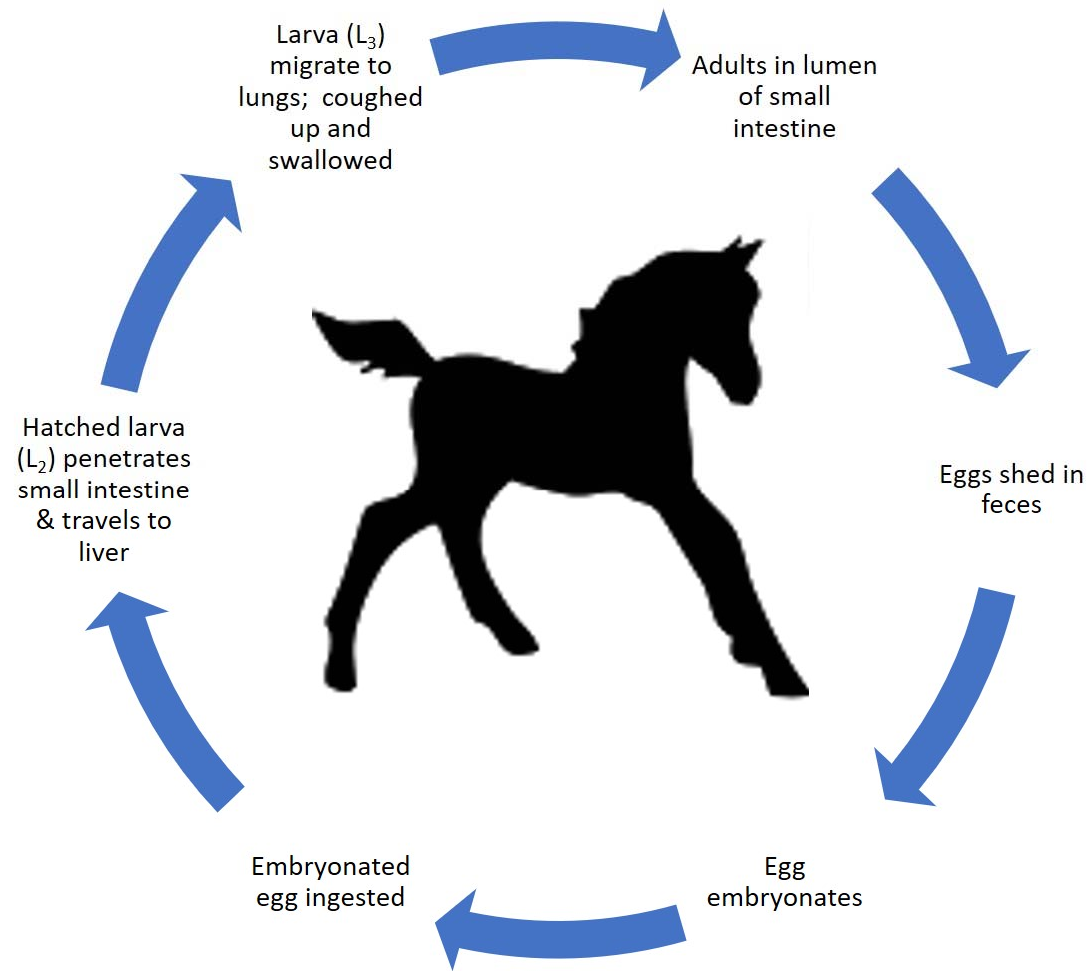 Larva (L₃)
migrate to
lungs;  coughed
up and
swallowed
Adults in lumen
of small
intestine
Eggs shed in
feces
Egg
embryonates
Embryonated
egg ingested
Hatched larva
(L₂) penetrates
small intestine
& travels to
liver